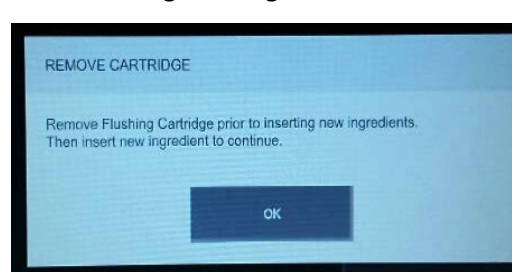 REMOVE CARTRIDGE
Remove Flushing Cartridge prior to inserting new ingredients.
Then insert new ingredient to continue.
OK